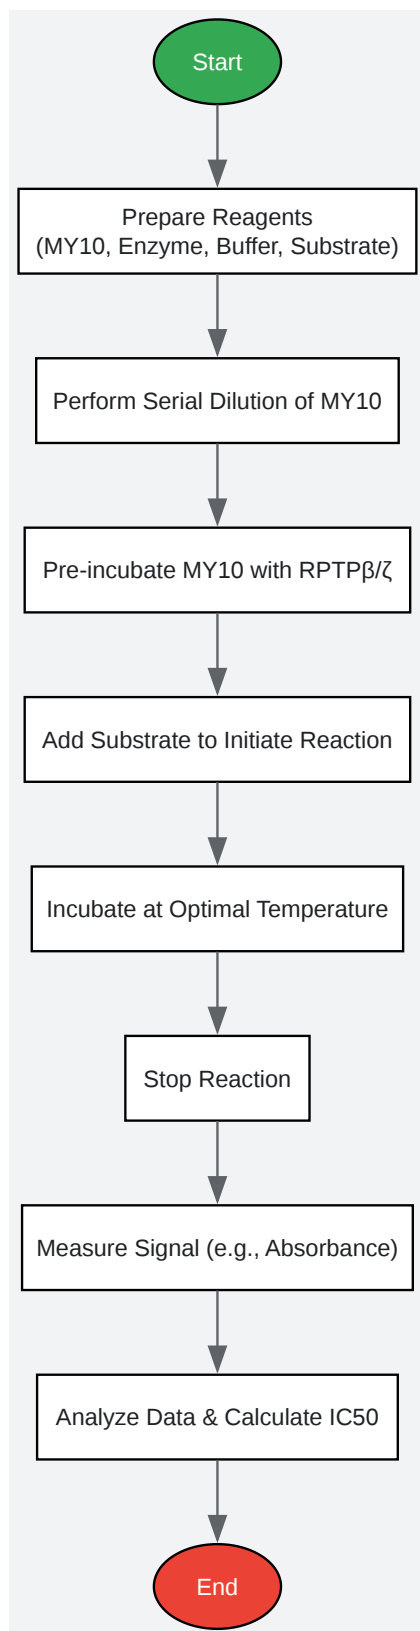 Start
Prepare Reagents
(MY10, Enzyme, Buffer, Substrate)
Perform Serial Dilution of MY10
Pre-incubate MY10 with RPTPβ/ζ
Add Substrate to Initiate Reaction
Incubate at Optimal Temperature
Stop Reaction
Measure Signal (e.g., Absorbance)
Analyze Data & Calculate IC50
End